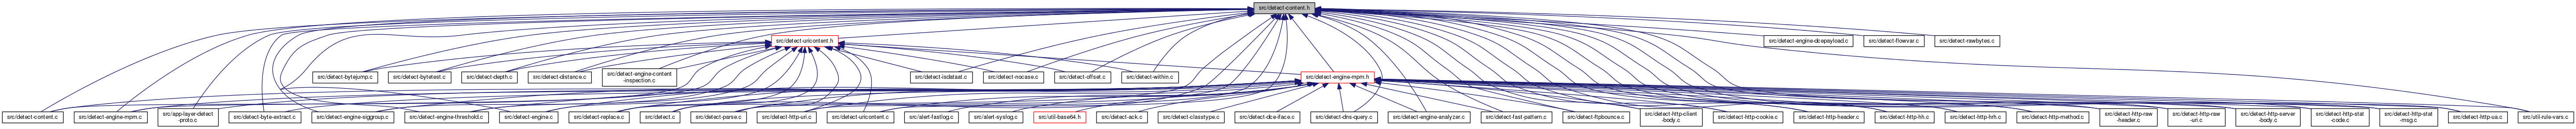 src/detect-content.h
src/detect-uricontent.h
src/detect-engine-dcepayload.c
src/detect-flowvar.c
src/detect-rawbytes.c
src/detect-bytejump.c
src/detect-bytetest.c
src/detect-depth.c
src/detect-distance.c
src/detect-engine-content
-inspection.c
src/detect-isdataat.c
src/detect-nocase.c
src/detect-offset.c
src/detect-within.c
src/detect-engine-mpm.h
src/detect-content.c
src/detect-engine-mpm.c
src/app-layer-detect
-proto.c
src/detect-byte-extract.c
src/detect-engine-siggroup.c
src/detect-engine-threshold.c
src/detect-engine.c
src/detect-replace.c
src/detect.c
src/detect-parse.c
src/detect-http-uri.c
src/detect-uricontent.c
src/alert-fastlog.c
src/alert-syslog.c
src/util-base64.h
src/detect-ack.c
src/detect-classtype.c
src/detect-dce-iface.c
src/detect-dns-query.c
src/detect-engine-analyzer.c
src/detect-fast-pattern.c
src/detect-ftpbounce.c
src/detect-http-client
-body.c
src/detect-http-cookie.c
src/detect-http-header.c
src/detect-http-hh.c
src/detect-http-hrh.c
src/detect-http-method.c
src/detect-http-raw
-header.c
src/detect-http-raw
-uri.c
src/detect-http-server
-body.c
src/detect-http-stat
-code.c
src/detect-http-stat
-msg.c
src/detect-http-ua.c
src/util-rule-vars.c